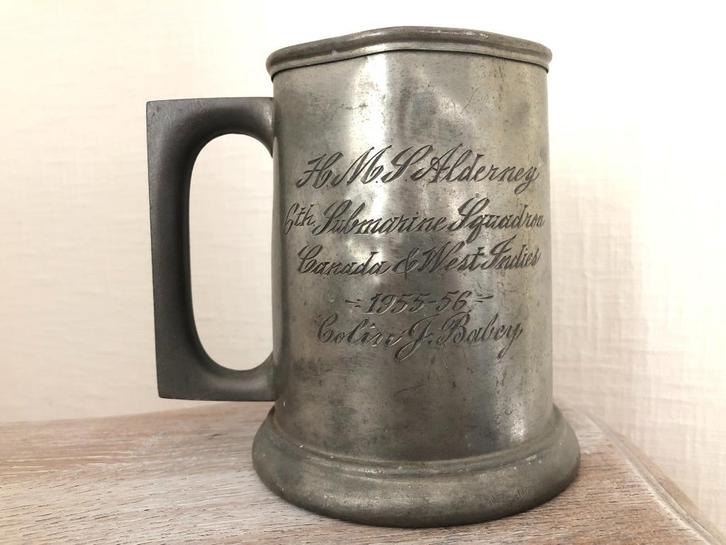 H.M.S. Alderney
6th Submarine Squadron
Canada & West Indies
1955-56
Colin J. Babey